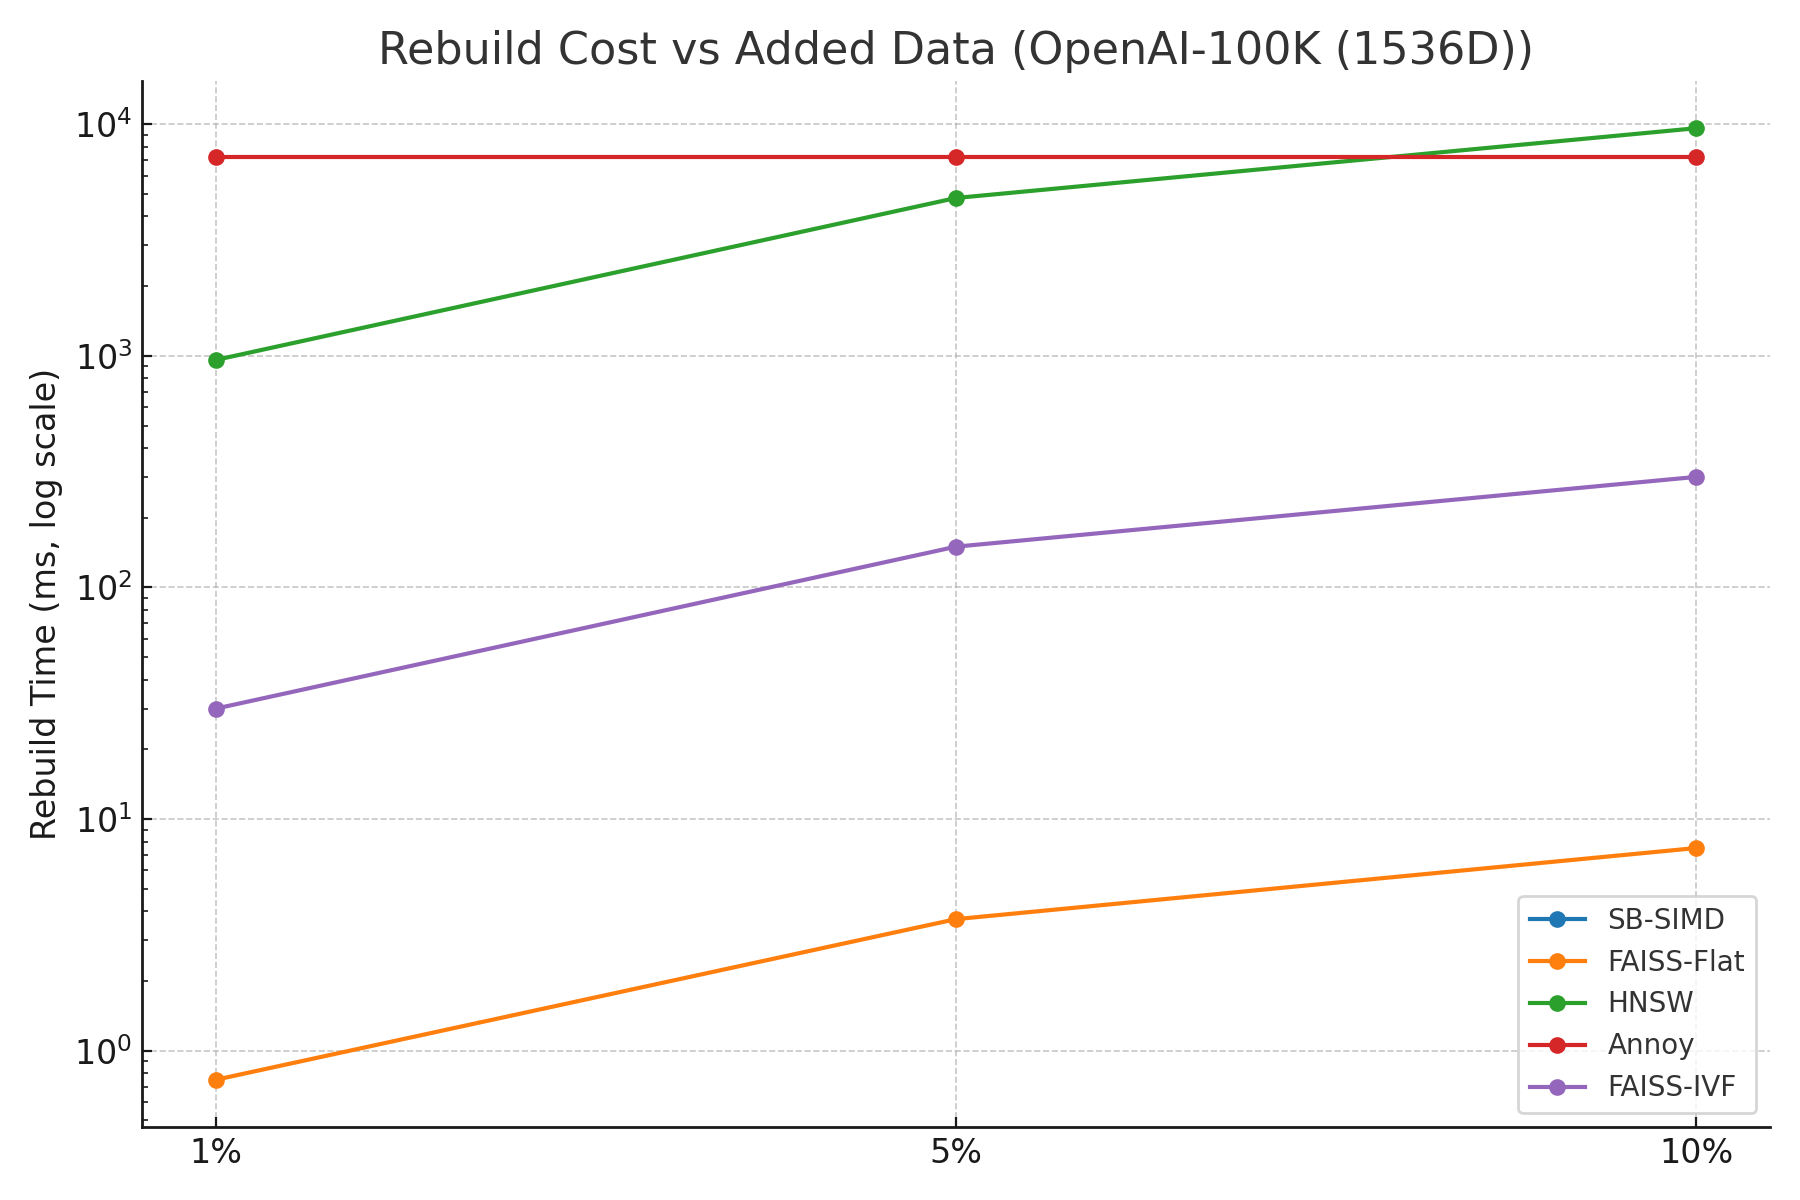 Rebuild Cost vs Added Data (OpenAI-100K (1536D))
Rebuild Time (ms, log scale)
10⁴
10³
10²
10¹
10⁰
1%
5%
10%
SB-SIMD
FAISS-Flat
HNSW
Annoy
FAISS-IVF